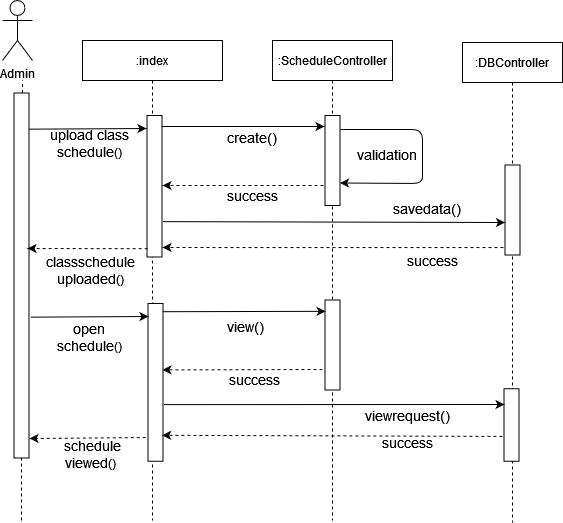 Admin
:index
:ScheduleController
:DBController
upload class
schedule()
create()
validation
success
savedata()
success
classschedule
uploaded()
open
schedule()
view()
success
viewrequest()
success
schedule
viewed()